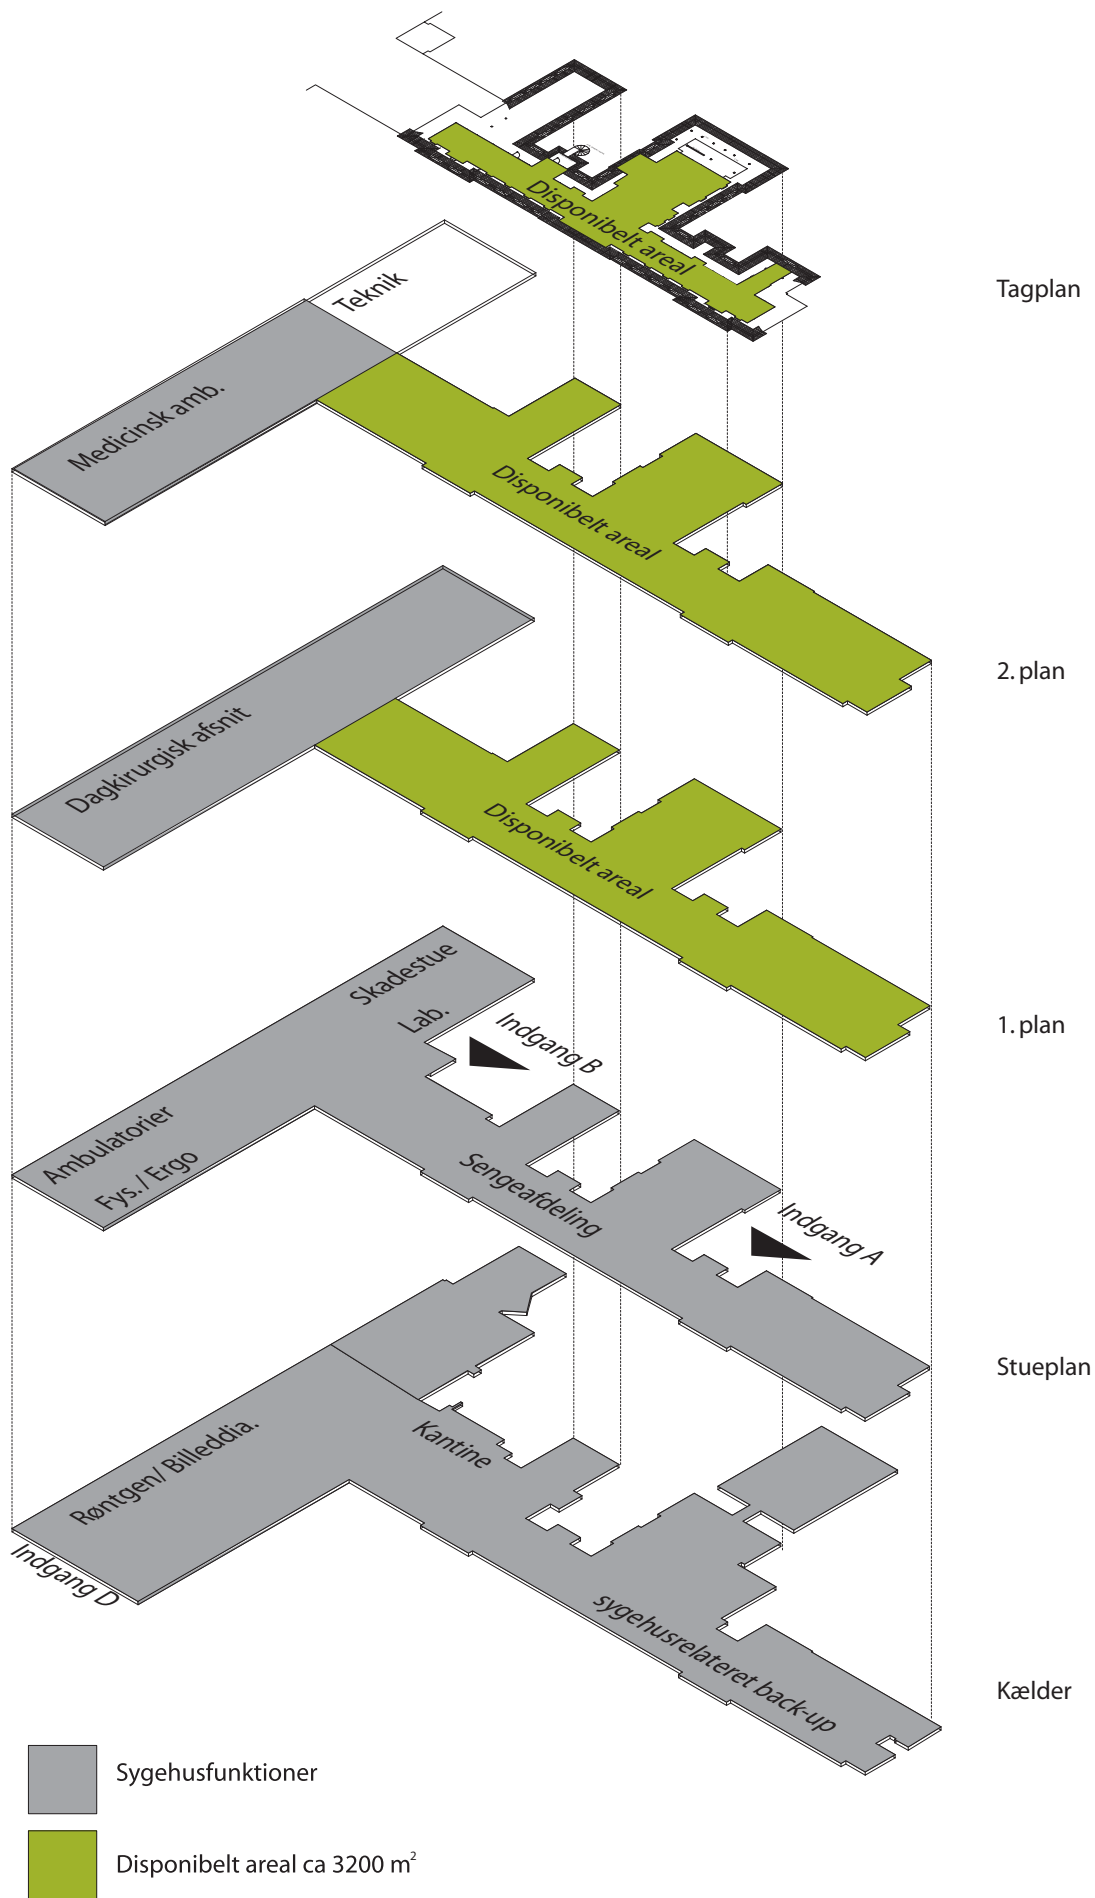 Disponibelt areal
Tagplan
Teknik
Medicinsk amb.
Disponibelt areal
2. plan
Dagkirurgisk afsnit
Disponibelt areal
1. plan
Skadestue
Lab.
Indgang B
Ambulatorier
Fys. / Ergo
Sengeafdeling
Indgang A
Stueplan
Røntgen/ Billeddia.
Kantine
Indgang D
sygehusrelateret back-up
Kælder
Sygehusfunktioner
Disponibelt areal ca 3200 m²